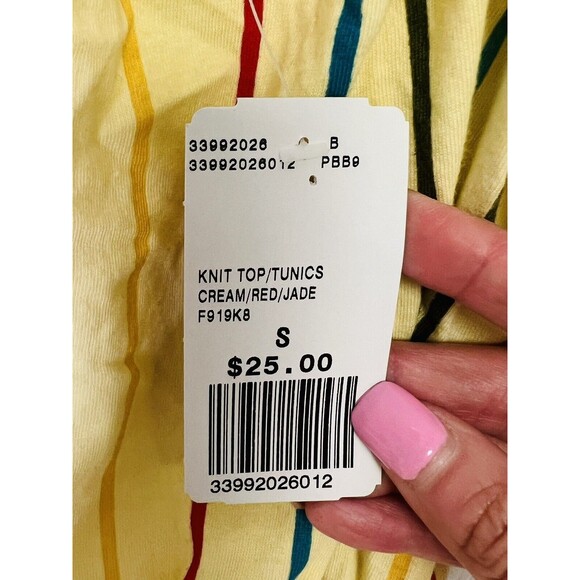 33992026 B
33992026012 PBB9
KNIT TOP/TUNICS
CREAM/RED/JADE
F919K8
S
$25.00
33992026012